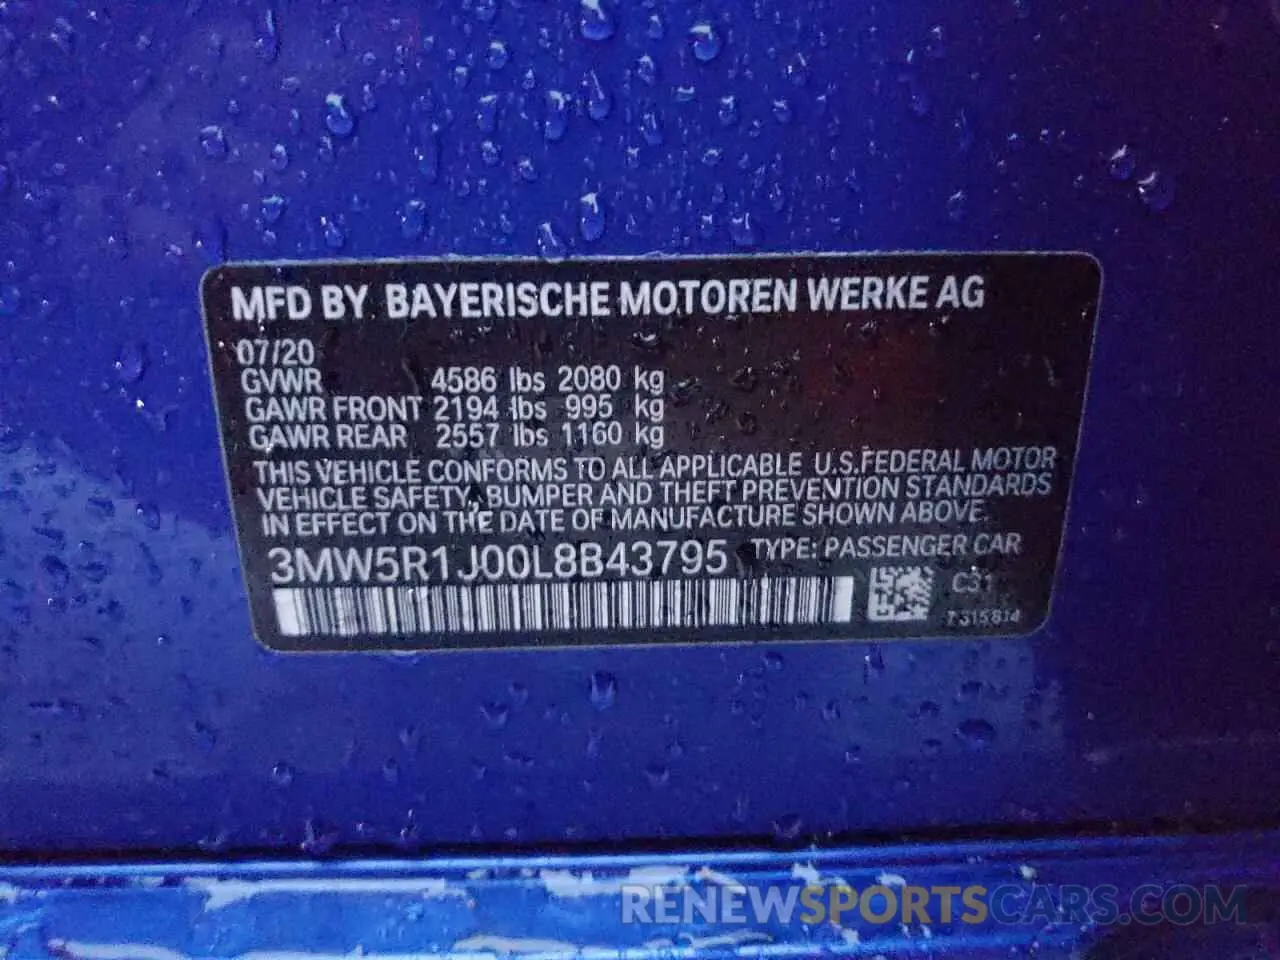 MFD BY BAYERISCHE MOTOREN WERKE AG
07/20
GVWR 4586 lbs 2080 kg
GAWR FRONT 2194 lbs 995 kg
GAWR REAR 2557 lbs 1160 kg
THIS VEHICLE CONFORMS TO ALL APPLICABLE U.S.FEDERAL MOTOR
VEHICLE SAFETY, BUMPER AND THEFT PREVENTION STANDARDS
IN EFFECT ON THE DATE OF MANUFACTURE SHOWN ABOVE.
3MW5R1J00L8B43795 TYPE: PASSENGER CAR
C31
7315814
RENEWSPORTSCARS.COM